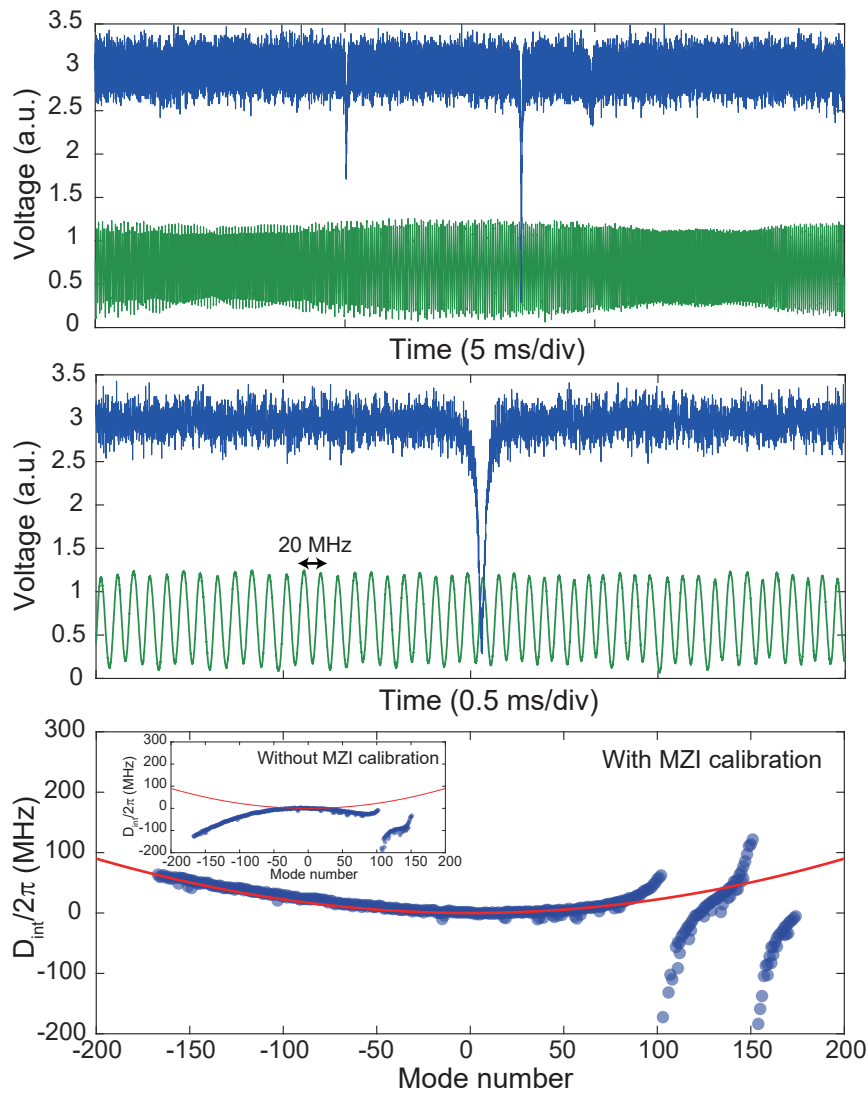 3.5
3
2.5
2
1.5
1
0.5
0
Voltage (a.u.)
Time (5 ms/div)
3.5
3
2.5
2
1.5
1
0.5
0
Voltage (a.u.)
20 MHz
Time (0.5 ms/div)
300
200
100
0
-100
-200
D_int/2π (MHz)
With MZI calibration
-200 -150 -100 -50 0 50 100 150 200
Mode number
300
200
100
0
-100
-200
D_int/2π (MHz)
Without MZI calibration
-200 -150 -100 -50 0 50 100 150 200
Mode number